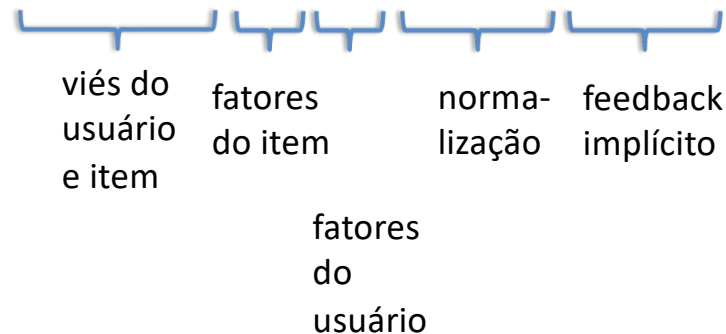 viés do
usuário
e item
fatores
do item
fatores
do
usuário
norma-
lização
feedback
implícito